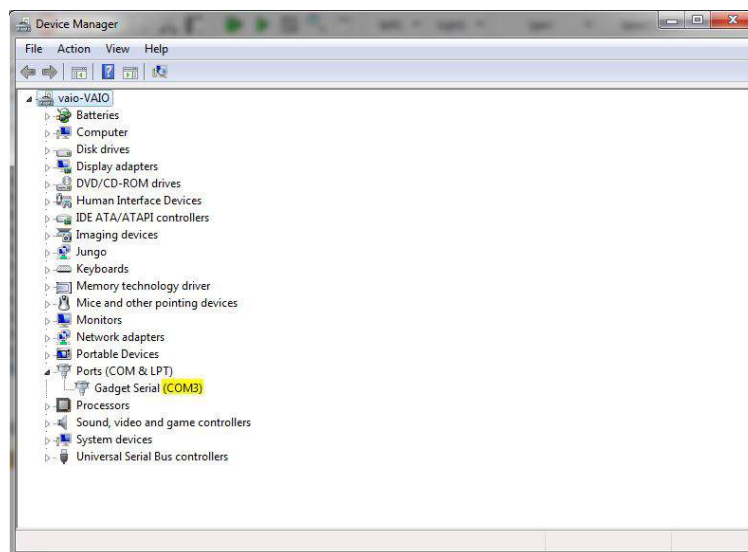 Device Manager
File Action View Help
vaio-VAIO
Batteries
Computer
Disk drives
Display adapters
DVD/CD-ROM drives
Human Interface Devices
IDE ATA/ATAPI controllers
Imaging devices
Jungo
Keyboards
Memory technology driver
Mice and other pointing devices
Monitors
Network adapters
Portable Devices
Ports (COM & LPT)
Gadget Serial (COM3)
Processors
Sound, video and game controllers
System devices
Universal Serial Bus controllers